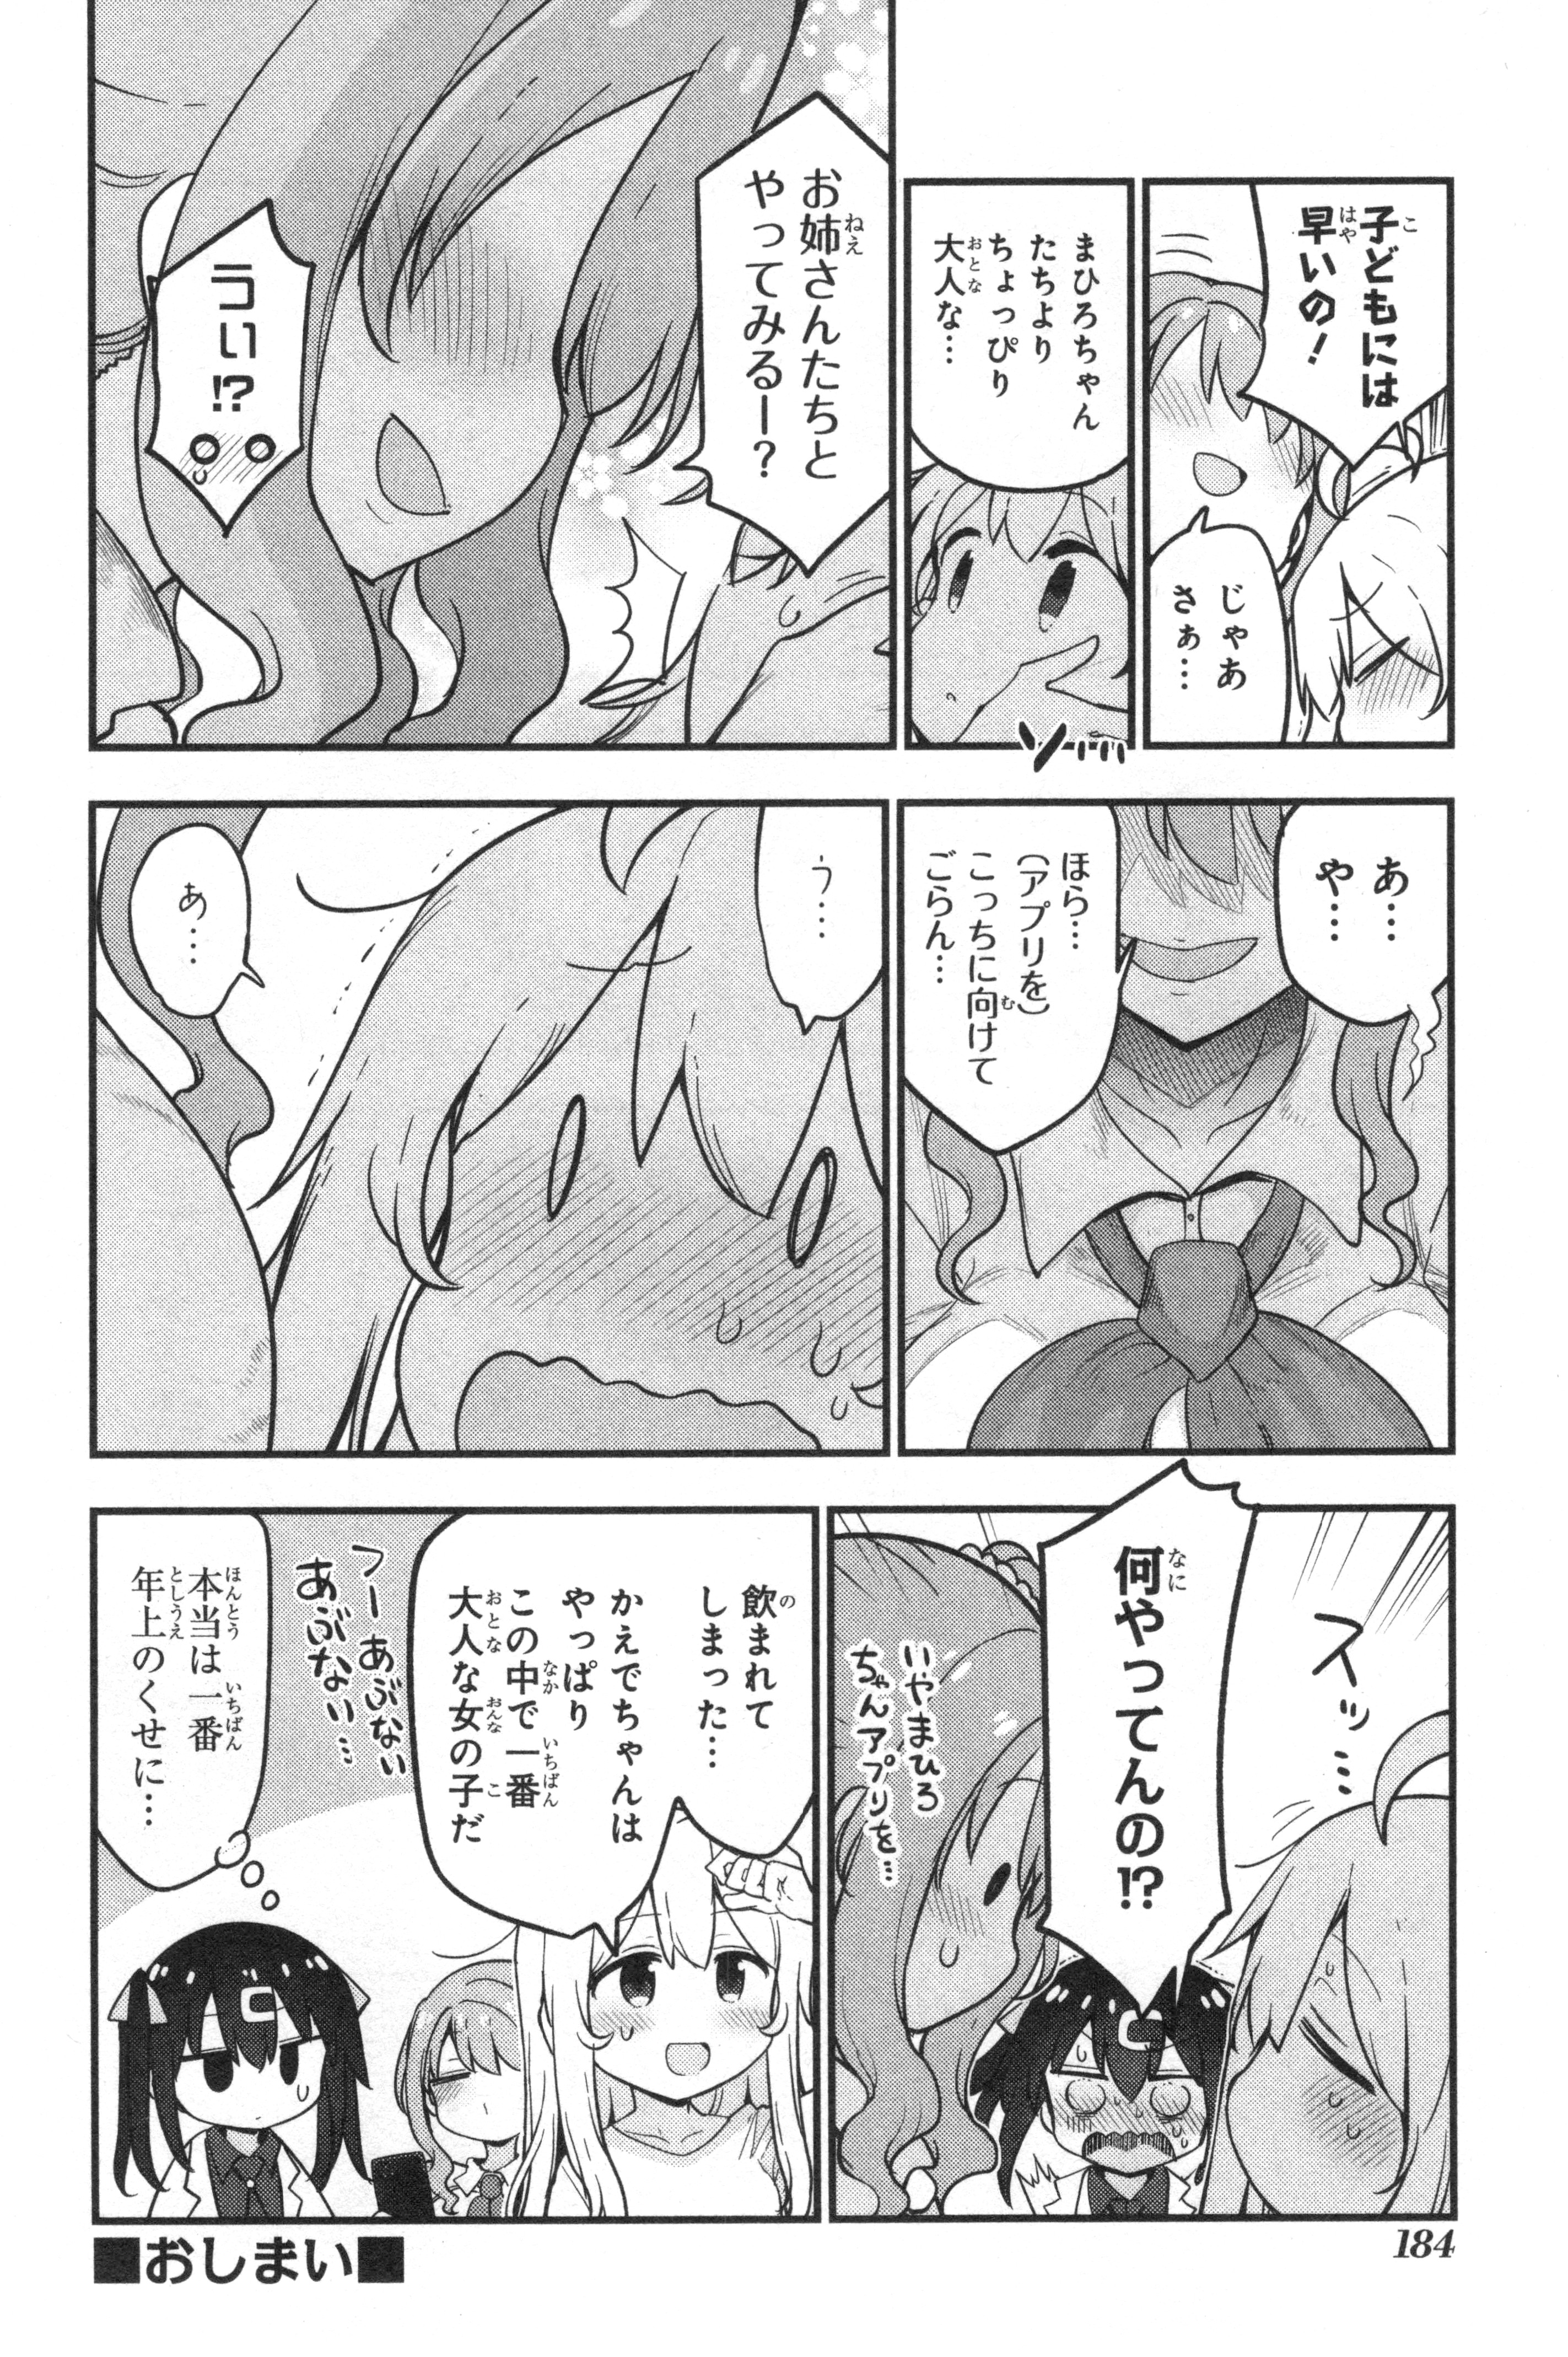 子どもには
早いの！
じゃあ
さぁ…
まひろちゃん
たちより
ちょっぴり
大人な…
ゾ…
お姉さんたちと
やってみるー？
うい!?
あ…
や…
ほら…
(アプリを)
こっちに向けて
ごらん…
う…
あ…
スッ…
何やってんの!?
いやまひろ
ちゃんアプリを…
飲まれて
しまった…
かえでちゃんは
やっぱり
この中で一番
大人な女の子だ
フーあぶない
あぶない…
本当は一番
年上のくせに…
■おしまい■
184